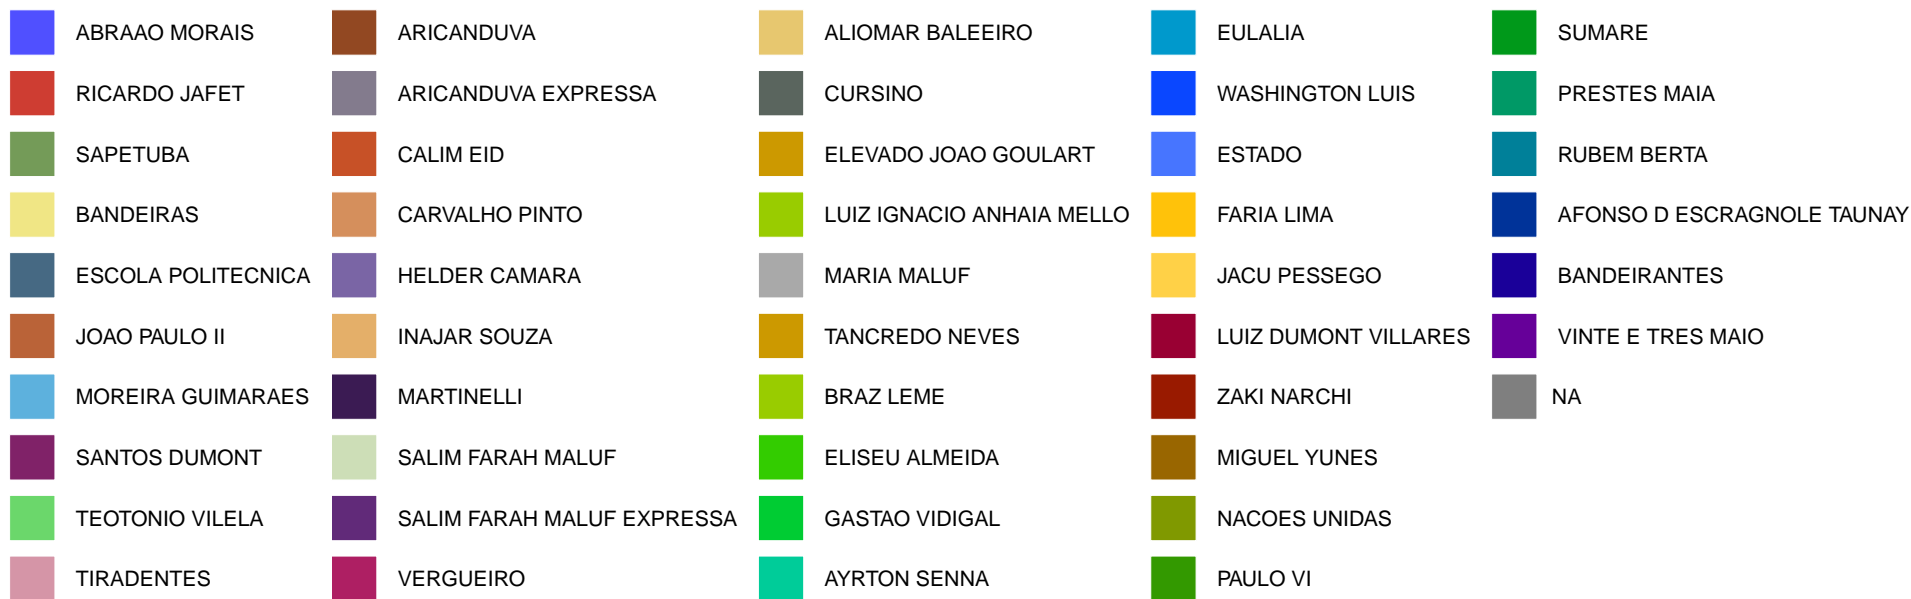 ABRAAO MORAIS
RICARDO JAFET
SAPETUBA
BANDEIRAS
ESCOLA POLITECNICA
JOAO PAULO II
MOREIRA GUIMARAES
SANTOS DUMONT
TEOTONIO VILELA
TIRADENTES
ARICANDUVA
ARICANDUVA EXPRESSA
CALIM EID
CARVALHO PINTO
HELDER CAMARA
INAJAR SOUZA
MARTINELLI
SALIM FARAH MALUF
SALIM FARAH MALUF EXPRESSA
VERGUEIRO
ALIOMAR BALEEIRO
CURSINO
ELEVADO JOAO GOULART
LUIZ IGNACIO ANHAIA MELLO
MARIA MALUF
TANCREDO NEVES
BRAZ LEME
ELISEU ALMEIDA
GASTAO VIDIGAL
AYRTON SENNA
EULALIA
WASHINGTON LUIS
ESTADO
FARIA LIMA
JACU PESSEGO
LUIZ DUMONT VILLARES
ZAKI NARCHI
MIGUEL YUNES
NACOES UNIDAS
PAULO VI
SUMARE
PRESTES MAIA
RUBEM BERTA
AFONSO D ESCRAGNOLE TAUNAY
BANDEIRANTES
VINTE E TRES MAIO
NA